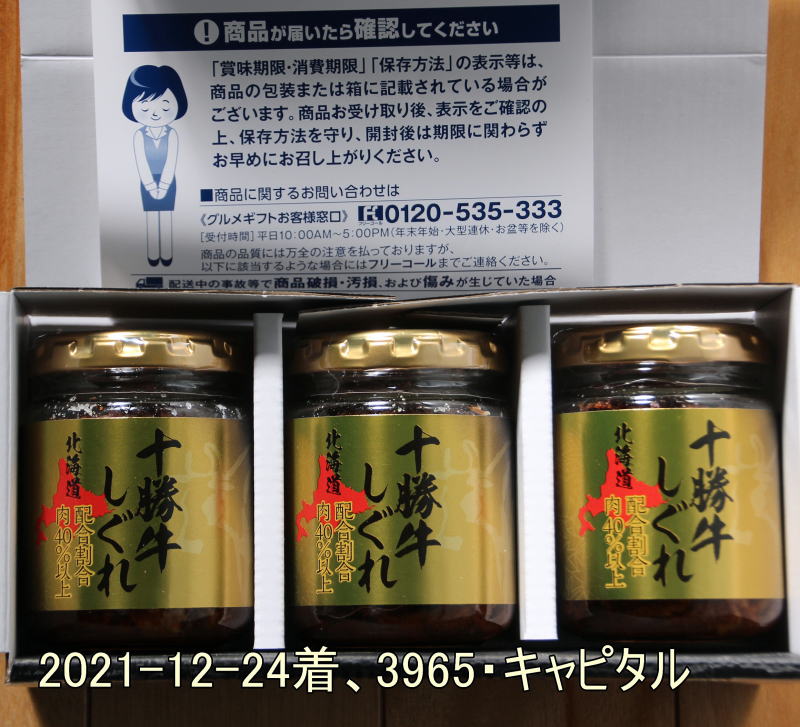 ! 商品が届いたら確認してください
「賞味期限・消費期限」「保存方法」の表示等は、
商品の包装または箱に記載されている場合が
ございます。商品お受け取り後、表示をご確認の
上、保存方法を守り、開封後は期限に関わらず
お早めにお召し上がりください。
■商品に関するお問い合わせは
《グルメギフトお客様窓口》フリーコール 0120-535-333
[受付時間]平日10:00AM~5:00PM(年末年始・大型連休・お盆等を除く)
商品の品質には万全の注意を払っておりますが、
以下に該当するような場合にはフリーコールまでご連絡ください。
配送中の事故等で商品破損・汚損、および傷みが生じていた場合
北海道
十勝牛
しぐれ
配合割合
肉40%以上
北海道
十勝牛
しぐれ
配合割合
肉40%以上
北海道
十勝牛
しぐれ
配合割合
肉40%以上
2021-12-24着、3965・キャピタル